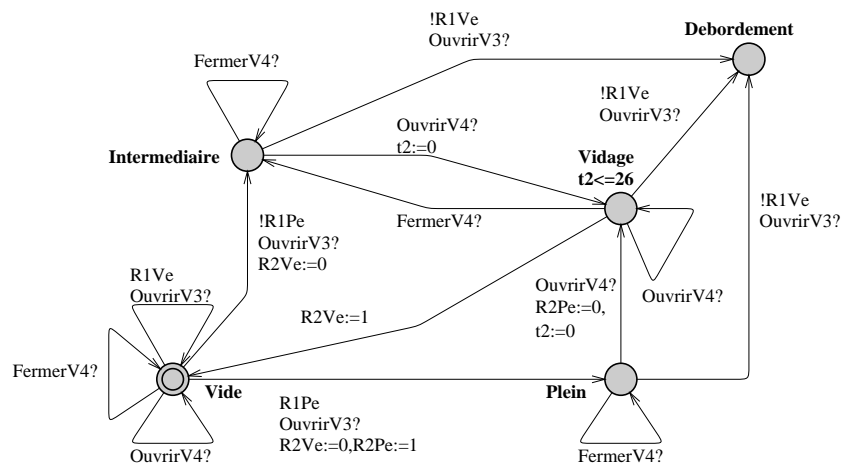 !R1Ve
OuvrirV3?
Debordement
FermerV4?
!R1Ve
OuvrirV3?
OuvrirV4?
t2:=0
Intermediaire
Vidage
t2<=26
FermerV4?
!R1Ve
OuvrirV3?
!R1Pe
OuvrirV3?
R2Ve:=0
R1Ve
OuvrirV3?
OuvrirV4?
R2Pe:=0,
t2:=0
OuvrirV4?
R2Ve:=1
FermerV4?
Vide
Plein
R1Pe
OuvrirV3?
R2Ve:=0,R2Pe:=1
OuvrirV4?
FermerV4?